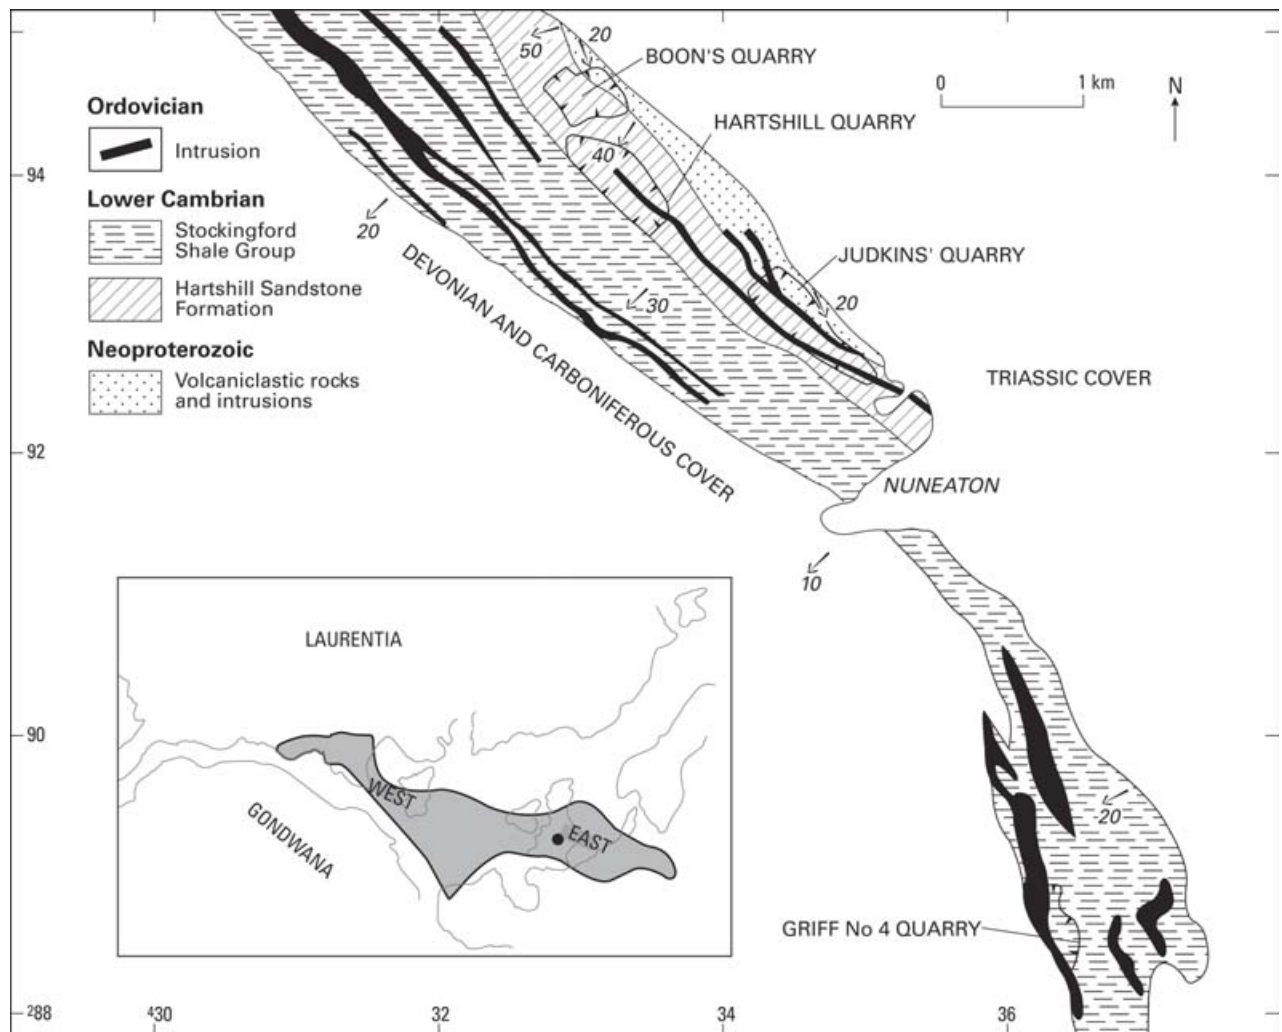 50
20
BOON'S QUARRY
0
1 km
N
Ordovician
Intrusion
HARTSHILL QUARRY
40
94
Lower Cambrian
Stockingford
Shale Group
20
JUDKINS' QUARRY
Hartshill Sandstone
Formation
30
20
DEVONIAN AND CARBONIFEROUS COVER
Neoproterozoic
Volcaniclastic rocks
and intrusions
TRIASSIC COVER
92
NUNEATON
10
LAURENTIA
90
WEST
GONDWANA
EAST
20
GRIFF No 4 QUARRY
288
430
32
34
36